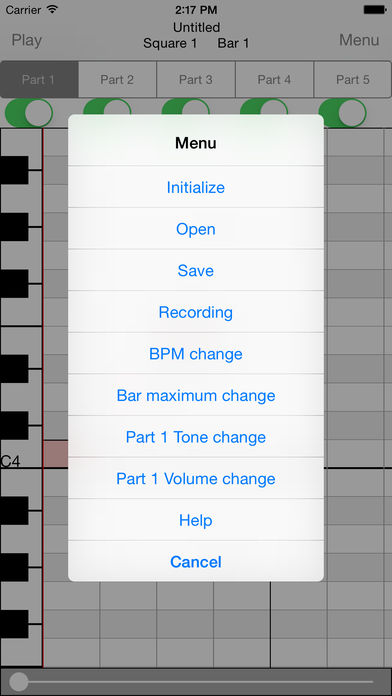 Carrier 2:17 PM
Untitled
Play Square 1 Bar 1 Menu
Part 1 Part 2 Part 3 Part 4 Part 5
Menu
Initialize
Open
Save
Recording
BPM change
Bar maximum change
Part 1 Tone change
C4
Part 1 Volume change
Help
Cancel